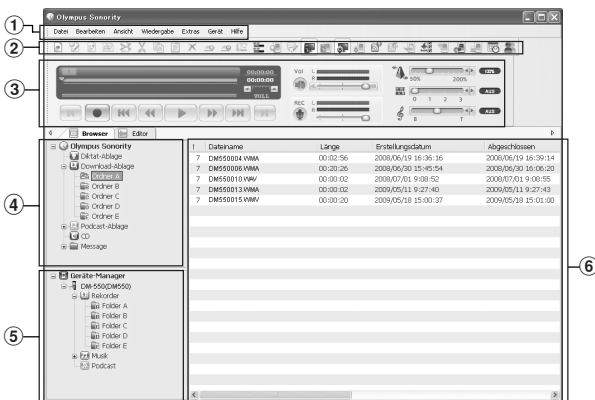 Olympus Sonority
1
Datei Bearbeiten Ansicht Wiedergabe Extras Gerät Hilfe
2
3
00:00:00
00:00:00
VOLL
Vol L R
REC L R
50% 200%
0 1 2 3
AUS
B T
AUS
Browser Editor
4
Olympus Sonority
Diktat-Ablage
Download-Ablage
Ordner A
Ordner B
Ordner C
Ordner D
Ordner E
Podcast-Ablage
CD
Message
5
Geräte-Manager
DM-550(DM550)
Rekorder
Folder A
Folder B
Folder C
Folder D
Folder E
Musik
Podcast
! Dateiname Länge Erstellungsdatum Abgeschlossen
7 DM550004.WMA 00:02:56 2008/06/19 16:36:16 2008/06/19 16:39:14
7 DM550006.WMA 00:20:26 2008/06/30 15:45:54 2008/06/30 16:06:20
7 DM550010.WAV 00:00:02 2008/07/01 9:08:52 2008/07/01 9:08:55
7 DM550013.WMA 00:00:02 2009/05/11 9:27:40 2009/05/11 9:27:43
7 DM550015.WMV 00:00:20 2009/05/18 15:00:37 2009/05/18 15:01:00
6